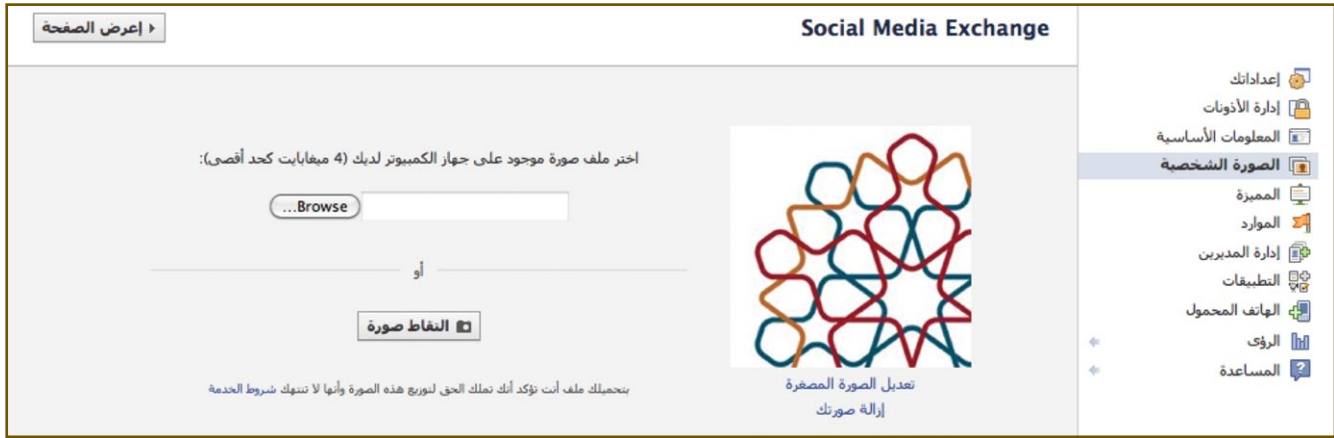 Social Media Exchange
إعرض الصفحة
إعداداتك
إدارة الأذونات
المعلومات الأساسية
الصورة الشخصية
المميزة
الموارد
إدارة المديرين
التطبيقات
الهاتف المحمول
الرؤى
المساعدة
اختر ملف صورة موجود على جهاز الكمبيوتر لديك (4 ميغابايت كحد أقصى):
Browse...
أو
التقاط صورة
بتحميلك ملف أنت تؤكد أنك تملك الحق لتوزيع هذه الصورة وأنها لا تنتهك شروط الخدمة
تعديل الصورة المصغرة
إزالة صورتك